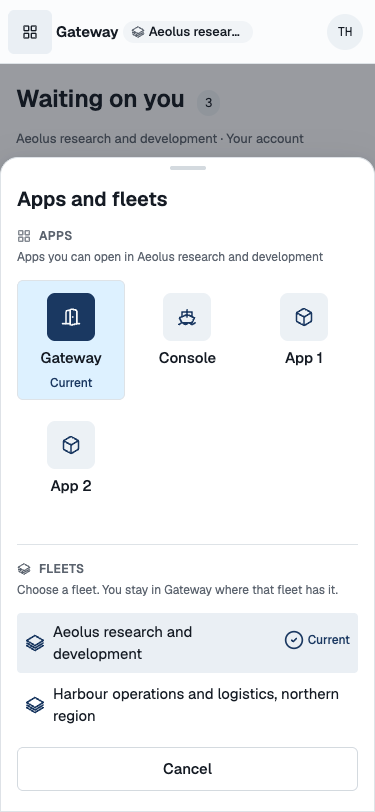 Gateway
Aeolus resear...
TH
Waiting on you 3
Aeolus research and development · Your account
Apps and fleets
APPS
Apps you can open in Aeolus research and development
Gateway
Console
App 1
Current
App 2
FLEETS
Choose a fleet. You stay in Gateway where that fleet has it.
Aeolus research and
development
Current
Harbour operations and logistics, northern
region
Cancel